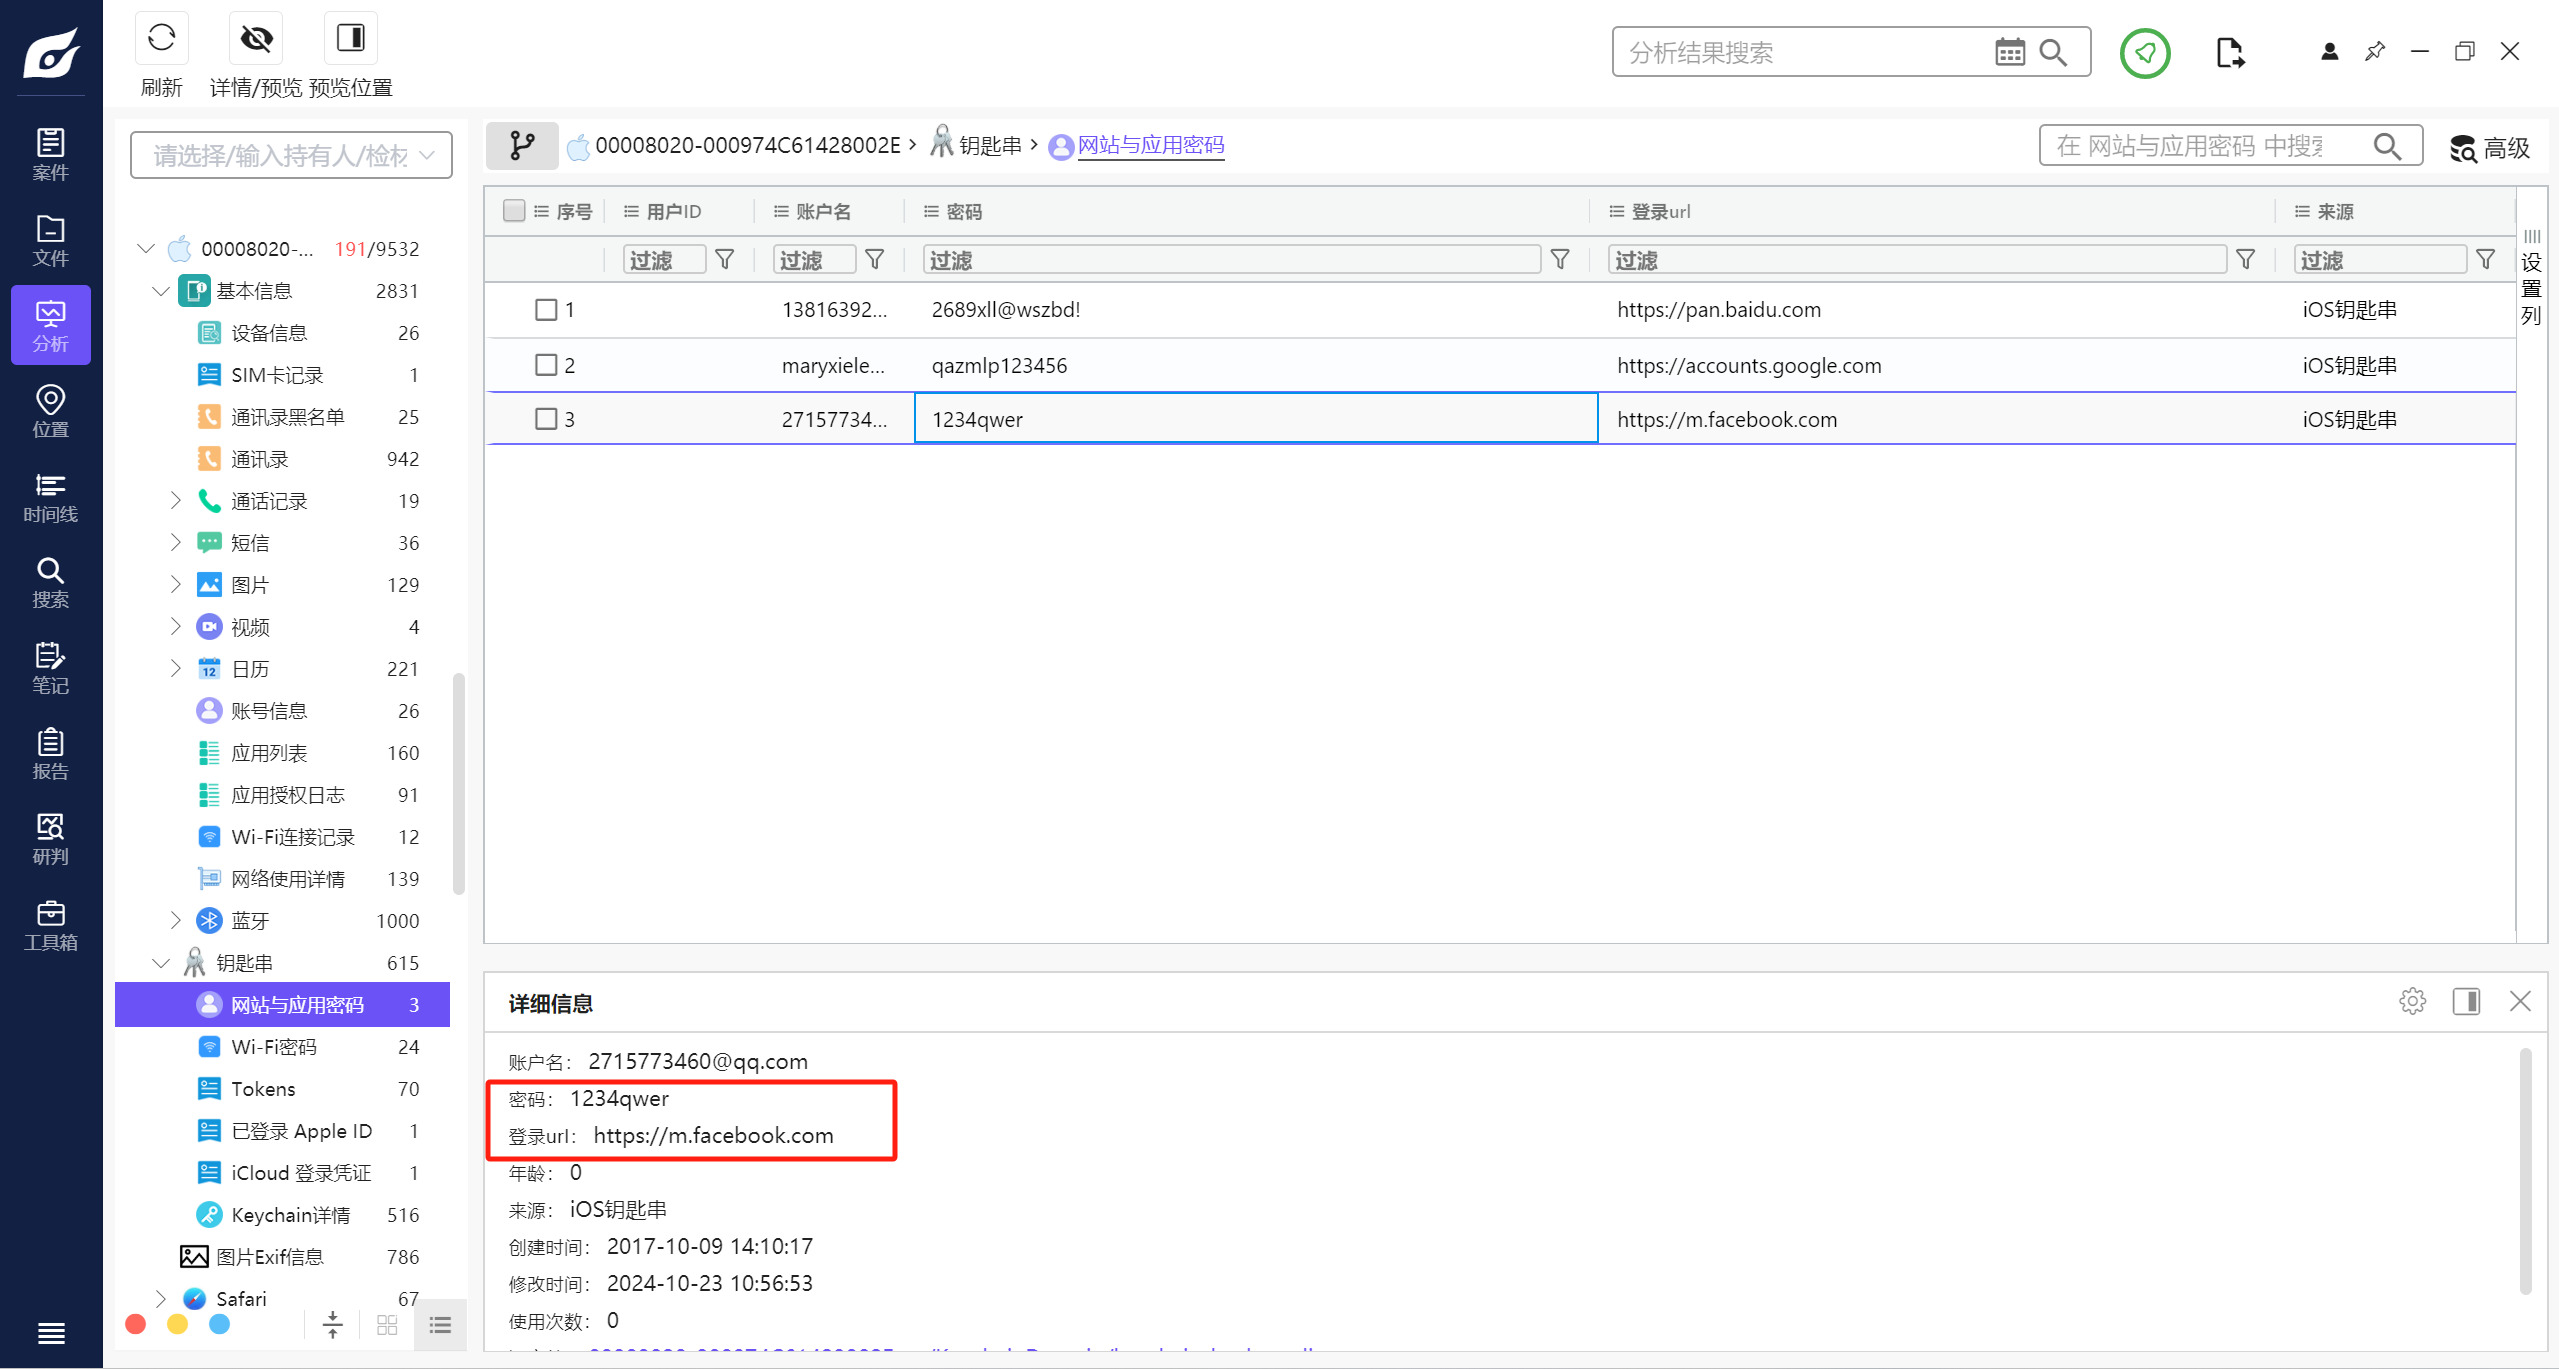 刷新
详情/预览
预览位置
分析结果搜索
案件
文件
分析
位置
时间线
搜索
笔记
报告
研判
工具箱
请选择/输入持有人/检材
00008020-... 191/9532
基本信息 2831
设备信息 26
SIM卡记录 1
通讯录黑名单 25
通讯录 942
通话记录 19
短信 36
图片 129
视频 4
日历 221
账号信息 26
应用列表 160
应用授权日志 91
Wi-Fi连接记录 12
网络使用详情 139
蓝牙 1000
钥匙串 615
网站与应用密码 3
Wi-Fi密码 24
Tokens 70
已登录 Apple ID 1
iCloud 登录凭证 1
Keychain详情 516
图片Exif信息 786
Safari 67
00008020-000974C61428002E > 钥匙串 > 网站与应用密码
在 网站与应用密码 中搜索
高级
序号 用户ID 账户名 密码 登录url 来源
过滤 过滤 过滤 过滤 过滤
1 13816392... 2689xll@wszbd! https://pan.baidu.com iOS钥匙串
2 maryxiele... qazmlp123456 https://accounts.google.com iOS钥匙串
3 27157734... 1234qwer https://m.facebook.com iOS钥匙串
设置列
详细信息
账户名: 2715773460@qq.com
密码: 1234qwer
登录url: https://m.facebook.com
年龄: 0
来源: iOS钥匙串
创建时间: 2017-10-09 14:10:17
修改时间: 2024-10-23 10:56:53
使用次数: 0